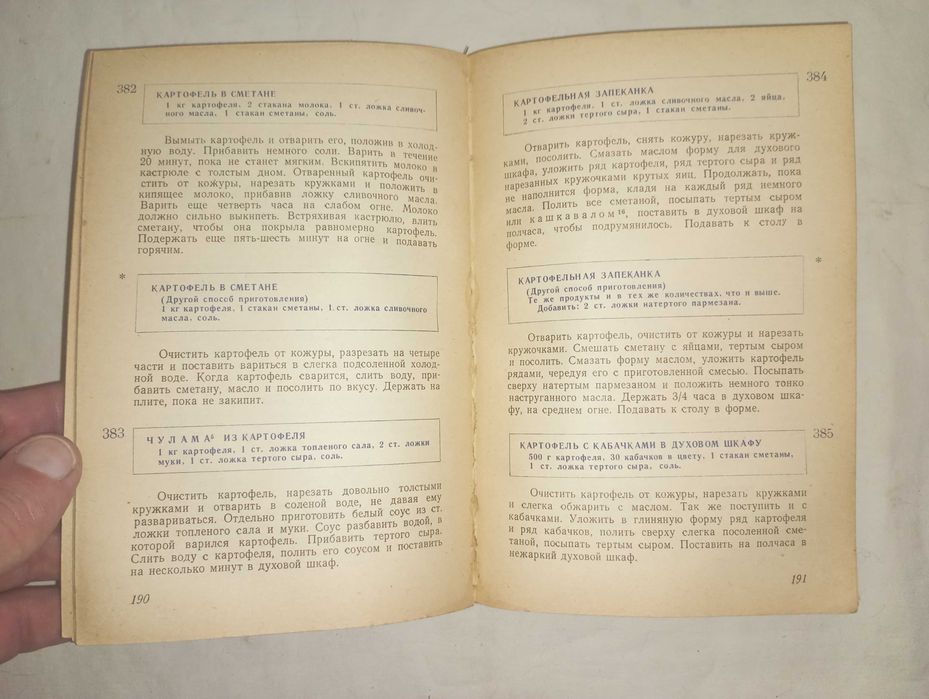 382
КАРТОФЕЛЬ В СМЕТАНЕ
1 кг картофеля, 2 стакана молока, 1 ст. ложка сливоч-
ного масла, 1 стакан сметаны, соль.
Вымыть картофель и отварить его, положив в холод-
ную воду. Прибавить немного соли. Варить в течение
20 минут, пока не станет мягким. Вскипятить молоко в
кастрюле с толстым дном. Отваренный картофель очи-
стить от кожуры, нарезать кружками и положить в
кипящее молоко, прибавив ложку сливочного масла.
Варить еще четверть часа на слабом огне. Молоко
должно сильно выкипеть. Встряхивая кастрюлю, влить
сметану, чтобы она покрыла равномерно картофель.
Подержать еще пять-шесть минут на огне и подавать
горячим.
*
КАРТОФЕЛЬ В СМЕТАНЕ
(Другой способ приготовления)
1 кг картофеля, 1 стакан сметаны, 1 ст. ложка сливочного
масла, соль.
Очистить картофель от кожуры, разрезать на четыре
части и поставить вариться в слегка подсоленной холод-
ной воде. Когда картофель сварится, слить воду, при-
бавить сметану, масло и посолить по вкусу. Держать на
плите, пока не закипит.
383
ЧУЛАМА⁵ ИЗ КАРТОФЕЛЯ
1 кг картофеля, 1 ст. ложка топленого сала, 2 ст. ложки
муки, 1 ст. ложка тертого сыра, соль.
Очистить картофель, нарезать довольно толстыми
кружками и отварить в соленой воде, не давая ему
развариваться. Отдельно приготовить белый соус из ст.
ложки топленого сала и муки. Соус разбавить водой, в
которой варился картофель. Прибавить тертого сыра.
Слить воду с картофеля, полить его соусом и поставить
на несколько минут в духовой шкаф.
190
384
КАРТОФЕЛЬНАЯ ЗАПЕКАНКА
1 кг картофеля, 1 ст. ложка сливочного масла, 2 яйца,
2 ст. ложки тертого сыра, 1 стакан сметаны.
Отварить картофель, снять кожуру, нарезать круж-
ками, посолить. Смазать маслом форму для духового
шкафа, уложить ряд картофеля, ряд тертого сыра и ряд
нарезанных кружочками крутых яиц. Продолжать, пока
не наполнится форма, кладя на каждый ряд немного
масла. Полить все сметаной, посыпать тертым сыром
или кашкавалом¹⁶, поставить в духовой шкаф на
полчаса, чтобы подрумянилось. Подавать к столу в
форме.
*
КАРТОФЕЛЬНАЯ ЗАПЕКАНКА
(Другой способ приготовления)
Те же продукты и в тех же количествах, что и выше.
Добавить: 2 ст. ложки натертого пармезана.
Отварить картофель, очистить от кожуры и нарезать
кружочками. Смешать сметану с яйцами, тертым сыром
и посолить. Смазать форму маслом, уложить картофель
рядами, чередуя его с приготовленной смесью. Посыпать
сверху натертым пармезаном и положить немного тонко
наструганного масла. Держать 3/4 часа в духовом шка-
фу, на среднем огне. Подавать к столу в форме.
385
КАРТОФЕЛЬ С КАБАЧКАМИ В ДУХОВОМ ШКАФУ
500 г картофеля, 30 кабачков в цвету, 1 стакан сметаны,
1 ст. ложка тертого сыра, соль.
Очистить картофель от кожуры, нарезать кружками
и слегка обжарить с маслом. Так же поступить и с
кабачками. Уложить в глиняную форму ряд картофеля
и ряд кабачков, полить сверху слегка посоленной сме-
таной, посыпать тертым сыром. Поставить на полчаса в
нежаркий духовой шкаф.
191